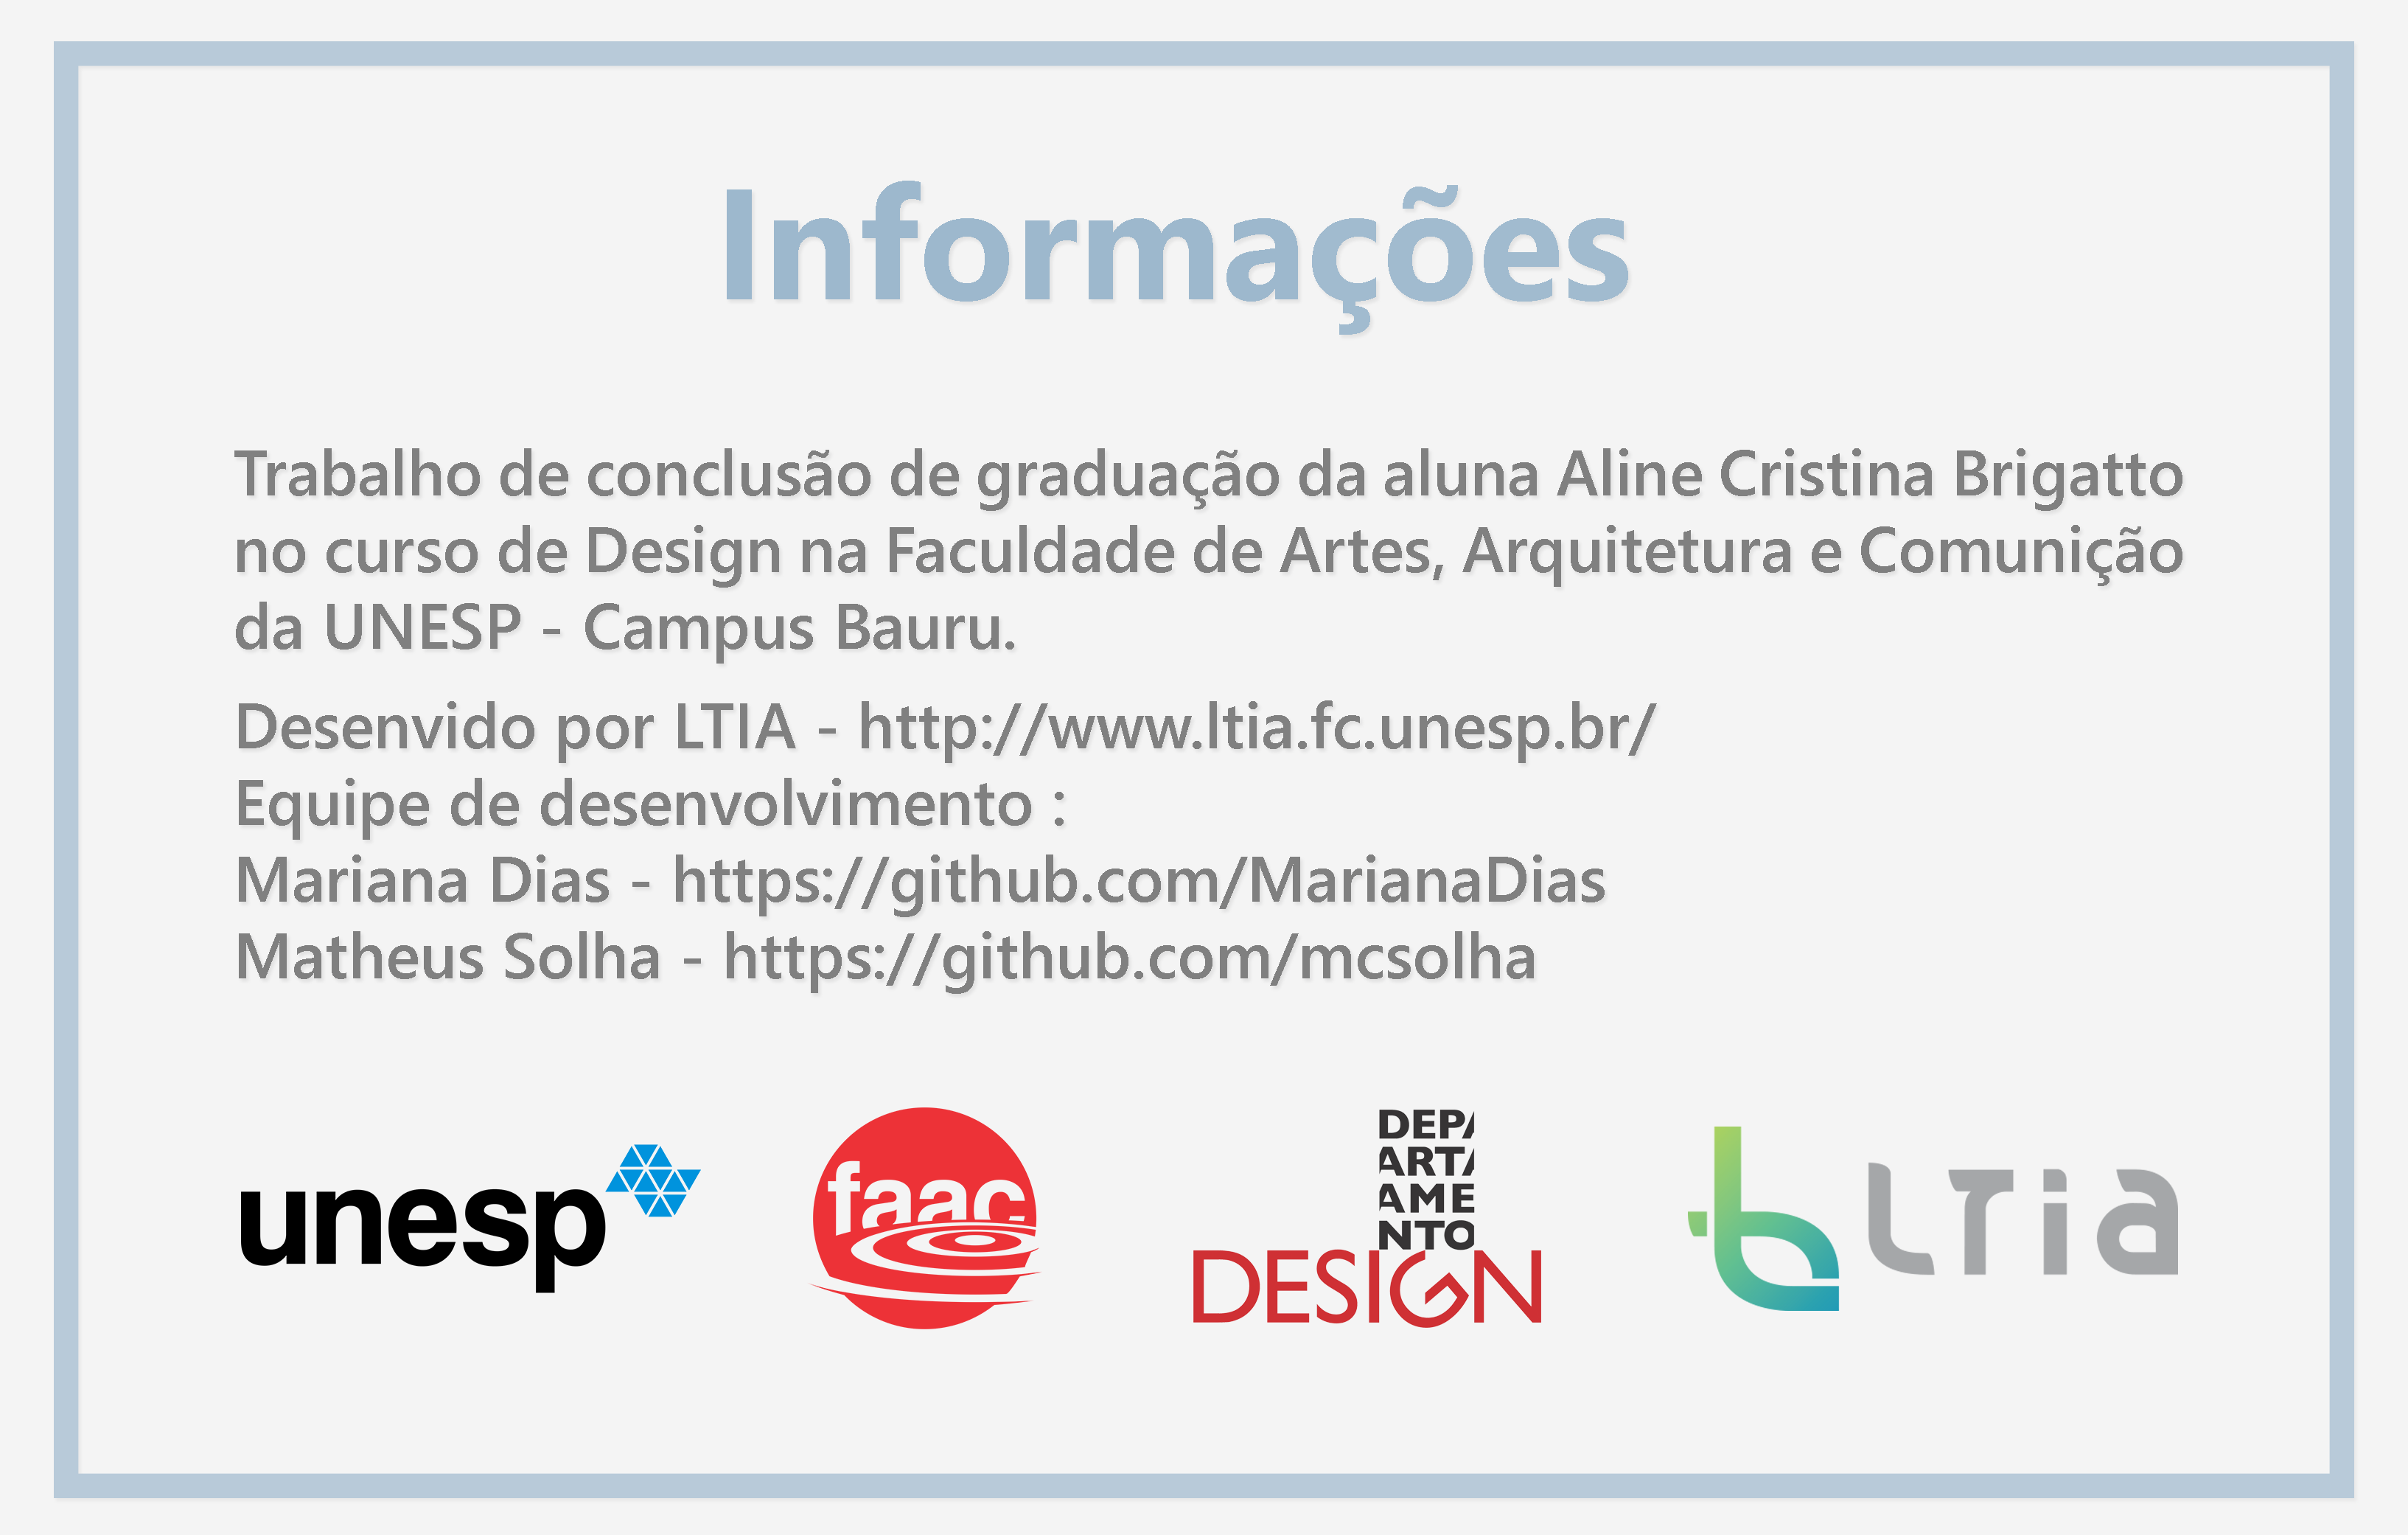 Informações
Trabalho de conclusão de graduação da aluna Aline Cristina Brigatto
no curso de Design na Faculdade de Artes, Arquitetura e Comunição
da UNESP - Campus Bauru.
Desenvido por LTIA - http://www.ltia.fc.unesp.br/
Equipe de desenvolvimento :
Mariana Dias - https://github.com/MarianaDias
Matheus Solha - https://github.com/mcsolha
unesp
faac
DEPA
ARTA
AME
NTO
DESIGN
LTIA